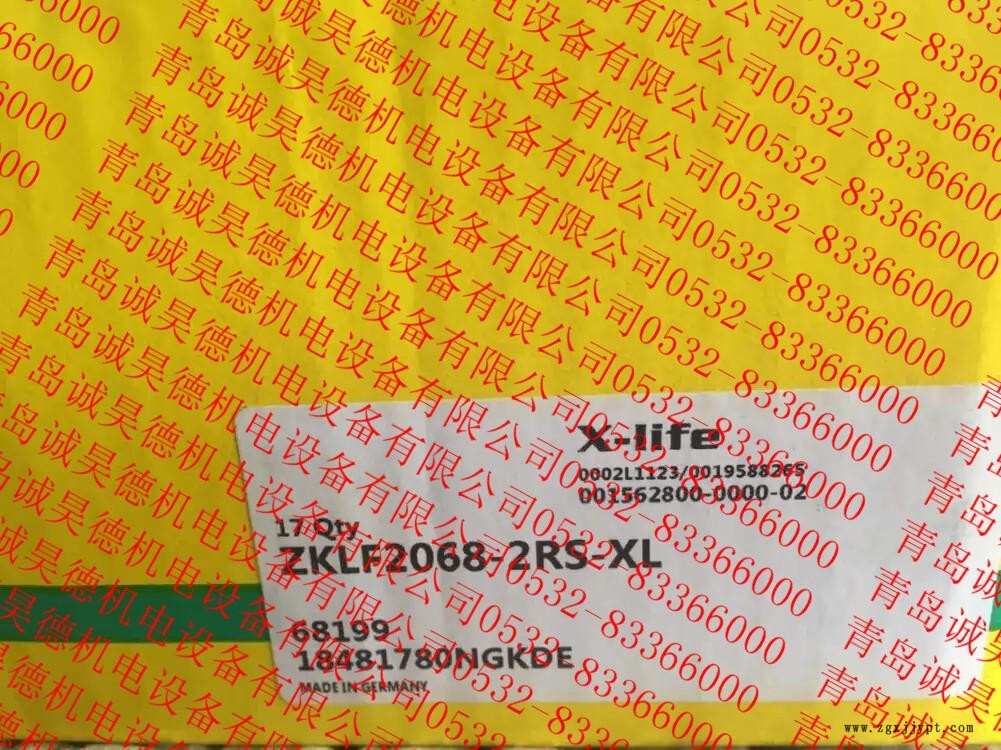 青岛诚昊德机电设备有限公司0532-83366000
X-life
0002L1123/0019588265
001562800-0000-02
17 Qty
ZKLF2068-2RS-XL
68199
18481780NGKDE
MADE IN GERMANY
www.zgxjjypt.com